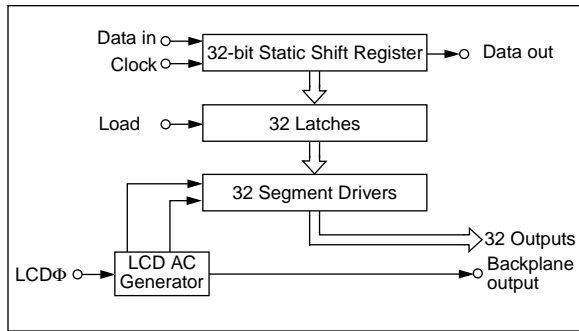 Data in
Clock
32-bit Static Shift Register
Data out
Load
32 Latches
32 Segment Drivers
32 Outputs
LCDΦ
LCD AC
Generator
Backplane
output